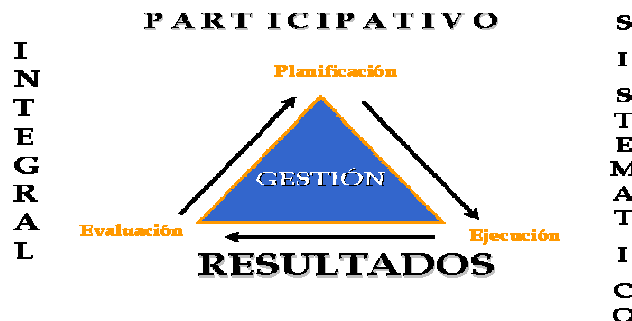 PARTICIPATIVO
INTEGRAL
SISTEMATICO
Planificación
GESTIÓN
Evaluación
Ejecución
RESULTADOS